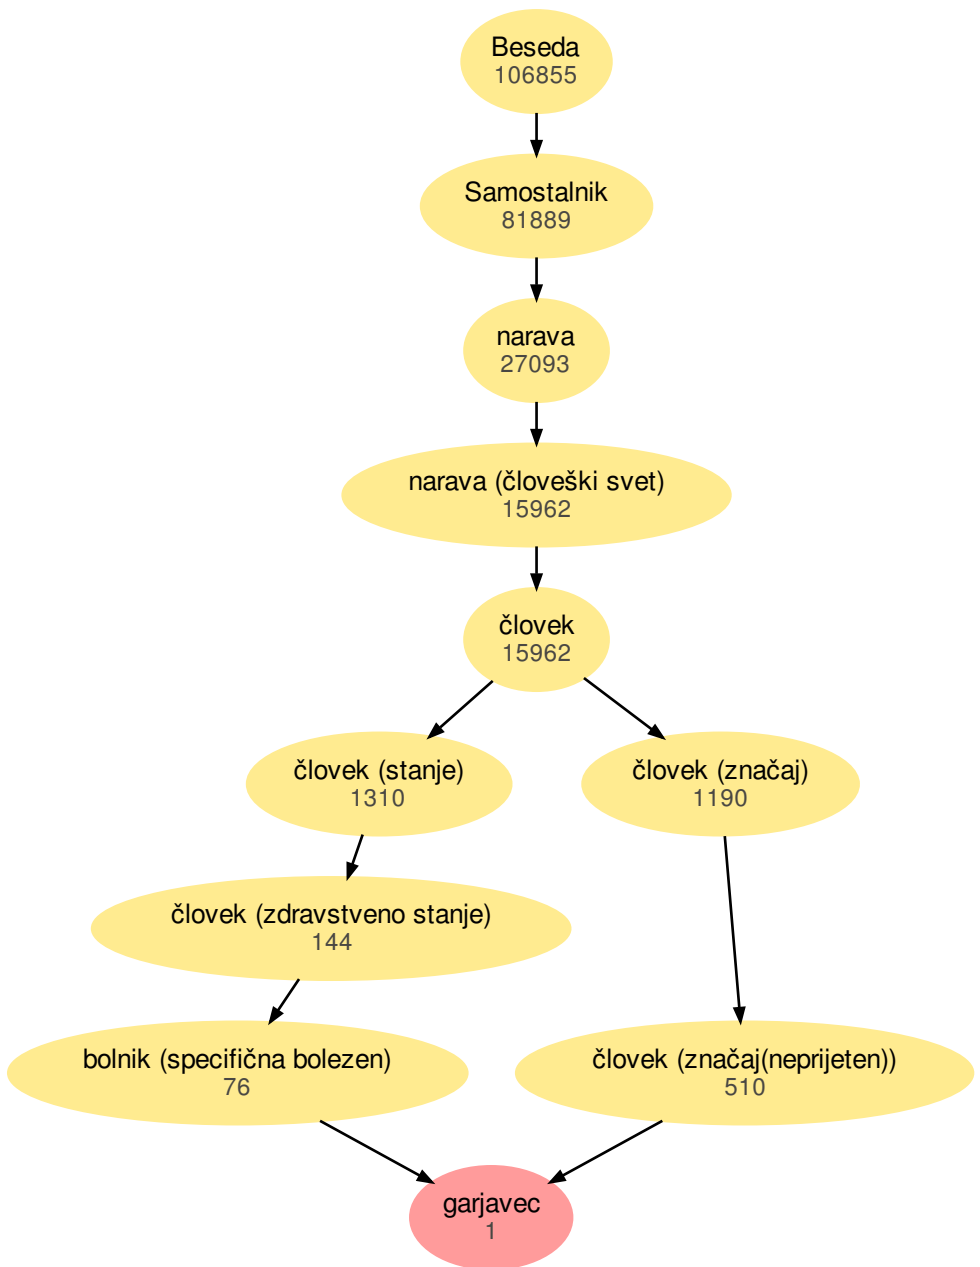 Beseda
106855
Samostalnik
81889
narava
27093
narava (človeški svet)
15962
človek
15962
človek (stanje)
1310
človek (značaj)
1190
človek (zdravstveno stanje)
144
bolnik (specifična bolezen)
76
človek (značaj(neprijeten))
510
garjavec
1